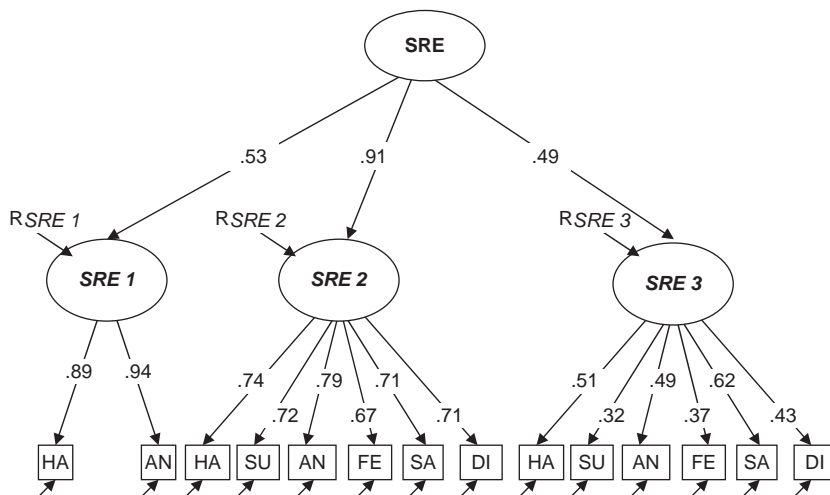 SRE
.53
.91
.49
RSRE 1
RSRE 2
RSRE 3
SRE 1
SRE 2
SRE 3
.89
.94
.74
.72
.79
.67
.71
.71
.51
.32
.49
.37
.62
.43
HA
AN
HA
SU
AN
FE
SA
DI
HA
SU
AN
FE
SA
DI